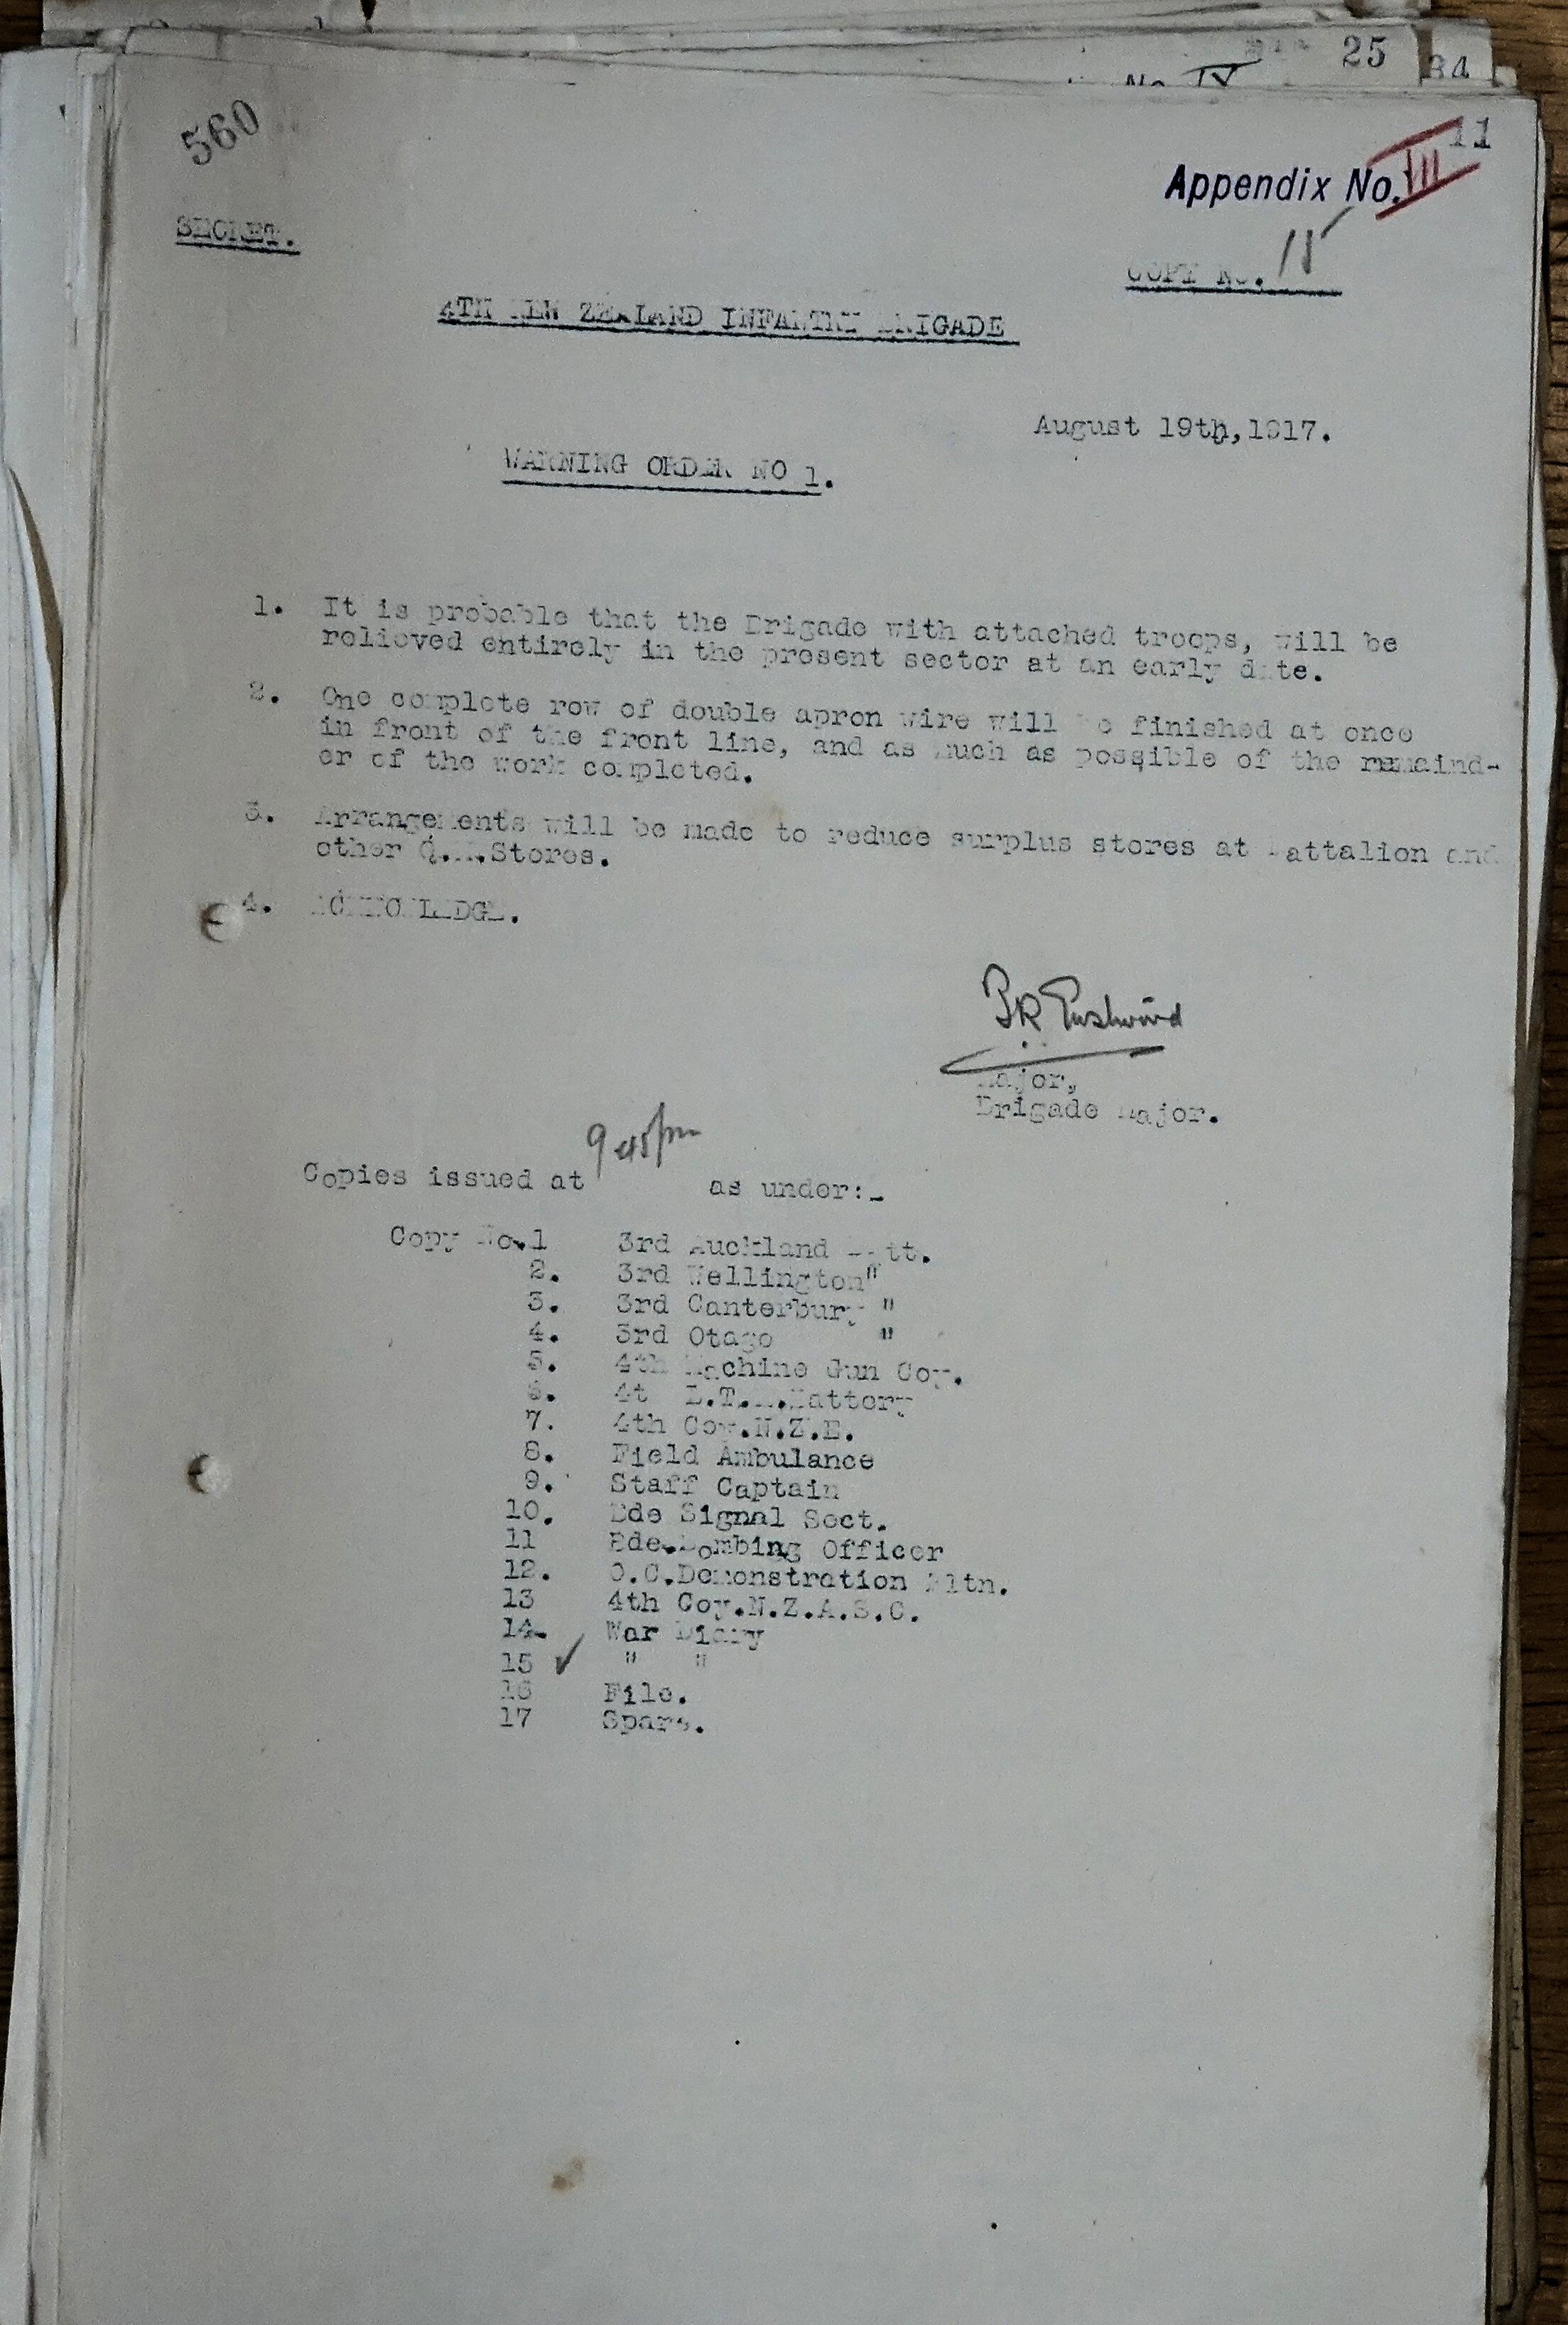 25
34
No. IV
560
11
Appendix No. III
SECRET.
COPY No. 15
4TH NEW ZEALAND INFANTRY BRIGADE
August 19th, 1917.
WARNING ORDER NO 1.
1. It is probable that the Brigade with attached troops, will be
relieved entirely in the present sector at an early date.
2. One complete row of double apron wire will be finished at once
in front of the front line, and as much as possible of the remaind-
er of the work completed.
3. Arrangements will be made to reduce surplus stores at Battalion and
other Q.M.Stores.
4. ACKNOWLEDGE.
Major,
Brigade Major.
9 45pm
Copies issued at as under:-
Copy No.1 3rd Auckland Batt.
2. 3rd Wellington "
3. 3rd Canterbury "
4. 3rd Otago "
5. 4th Machine Gun Coy.
6. 4th L.T.M.Battery
7. 4th Coy.N.Z.E.
8. Field Ambulance
9. Staff Captain
10. Bde Signal Sect.
11 Bde.Bombing Officer
12. O.C.Demonstration Pltn.
13 4th Coy.N.Z.A.S.C.
14. War Diary
15 ✓ " "
16 File.
17 Spare.